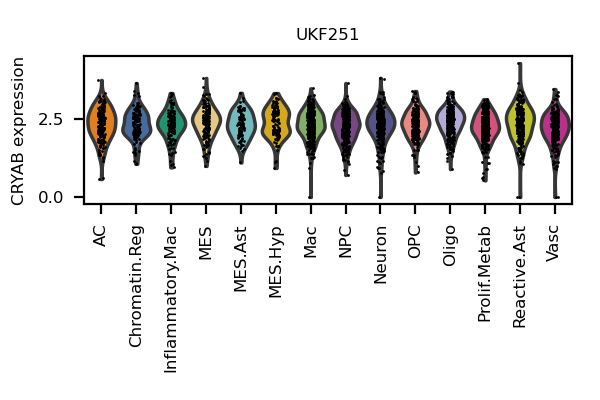 UKF251
CRYAB expression
2.5
0.0
AC
Chromatin.Reg
Inflammatory.Mac
MES
MES.Ast
MES.Hyp
Mac
NPC
Neuron
OPC
Oligo
Prolif.Metab
Reactive.Ast
Vasc